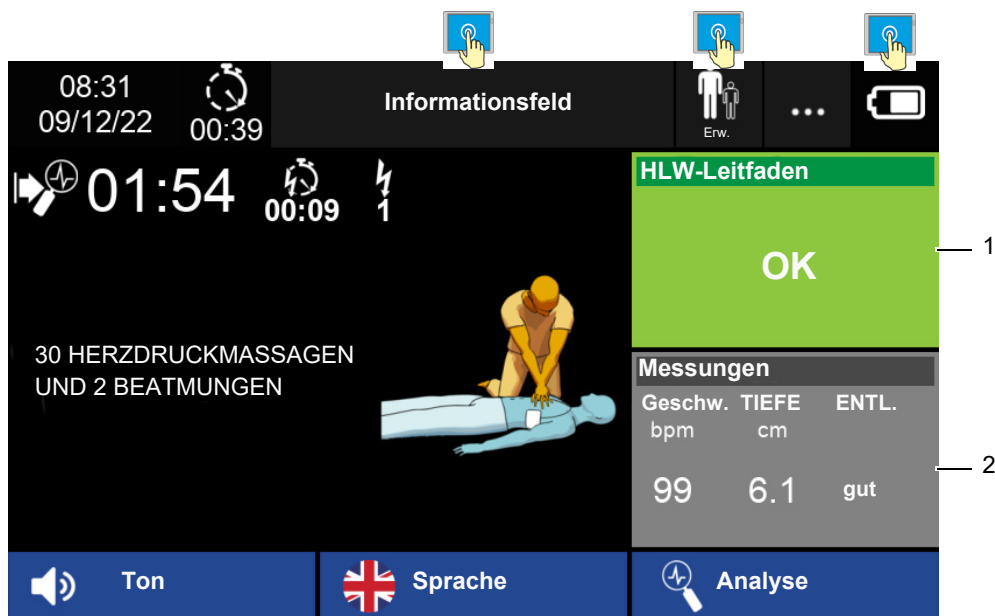 08:31
09/12/22
00:39
Informationsfeld
Erw.
...
01:54
00:09
1
30 HERZDRUCKMASSAGEN
UND 2 BEATMUNGEN
HLW-Leitfaden
OK
1
Messungen
Geschw. TIEFE ENTL.
bpm cm
99 6.1 gut
2
Ton
Sprache
Analyse